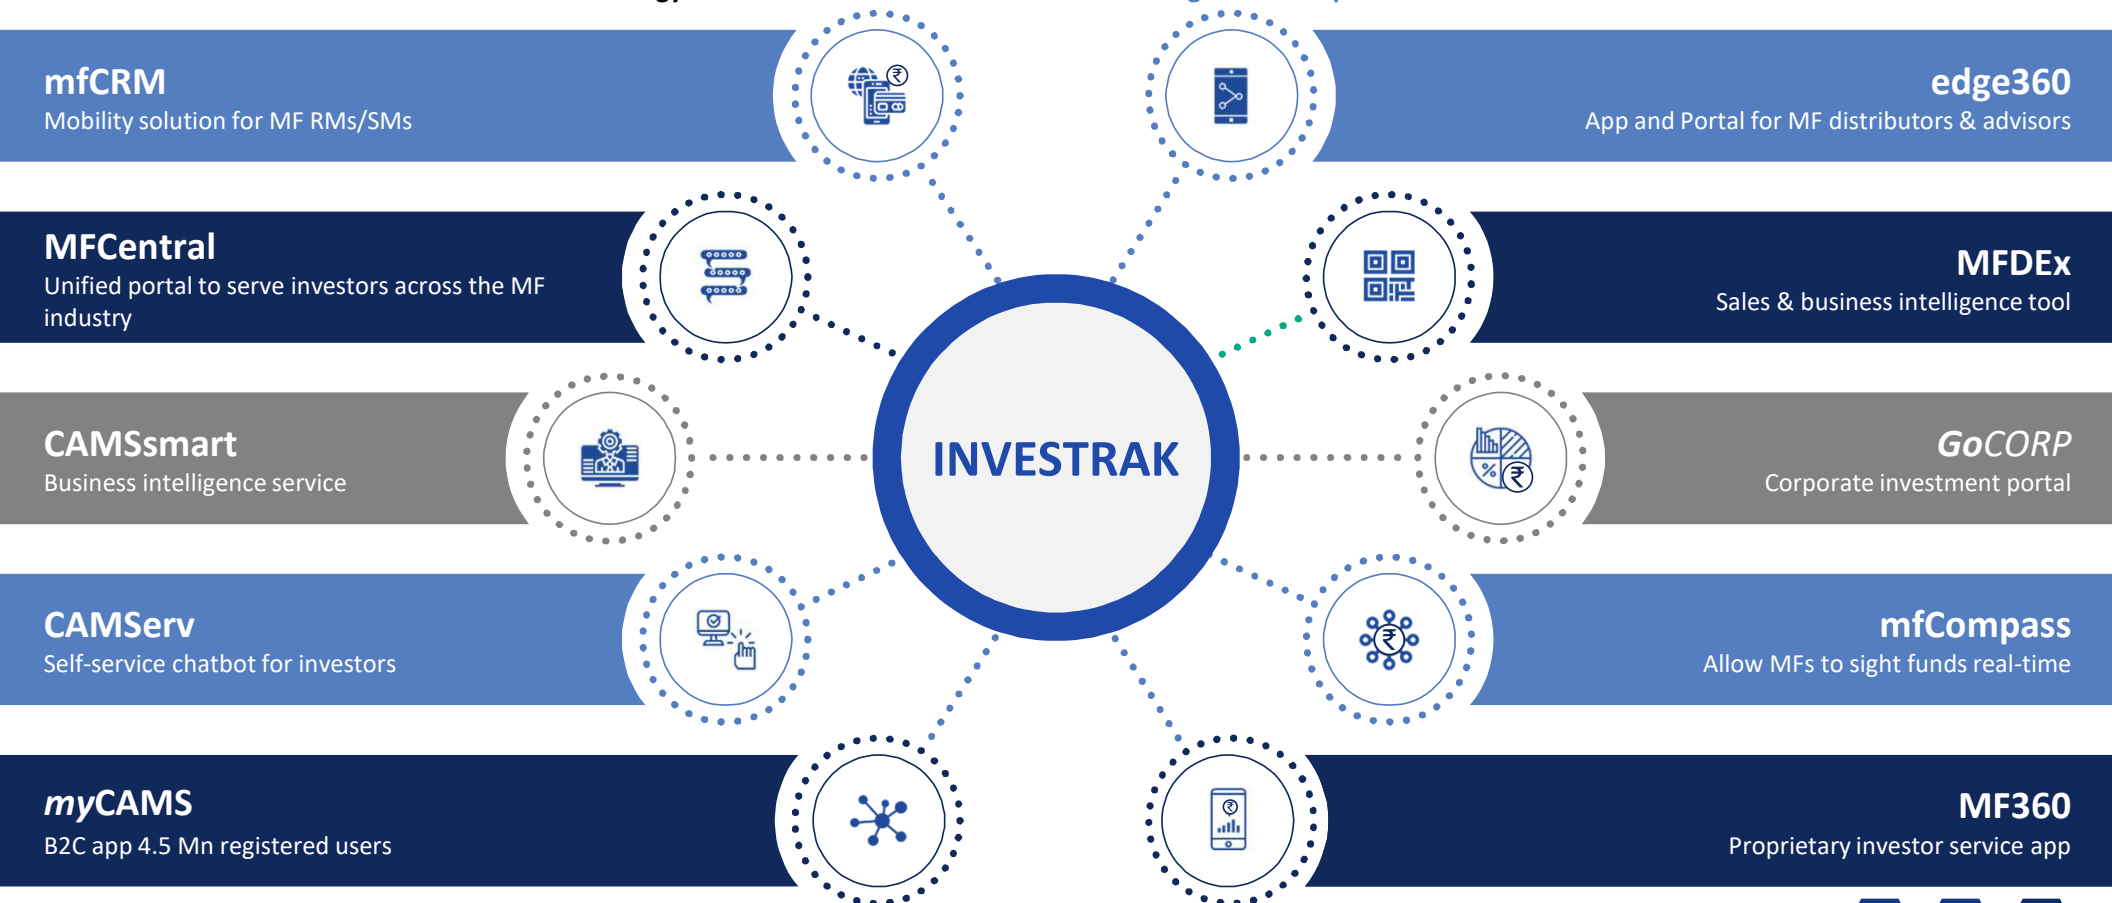 mfCRM
Mobility solution for MF RMs/SMs
MFCentral
Unified portal to serve investors across the MF
industry
CAMSsmart
Business intelligence service
CAMServ
Self-service chatbot for investors
myCAMS
B2C app 4.5 Mn registered users
INVESTRAK
edge360
App and Portal for MF distributors & advisors
MFDEx
Sales & business intelligence tool
GoCORP
Corporate investment portal
mfCompass
Allow MFs to sight funds real-time
MF360
Proprietary investor service app